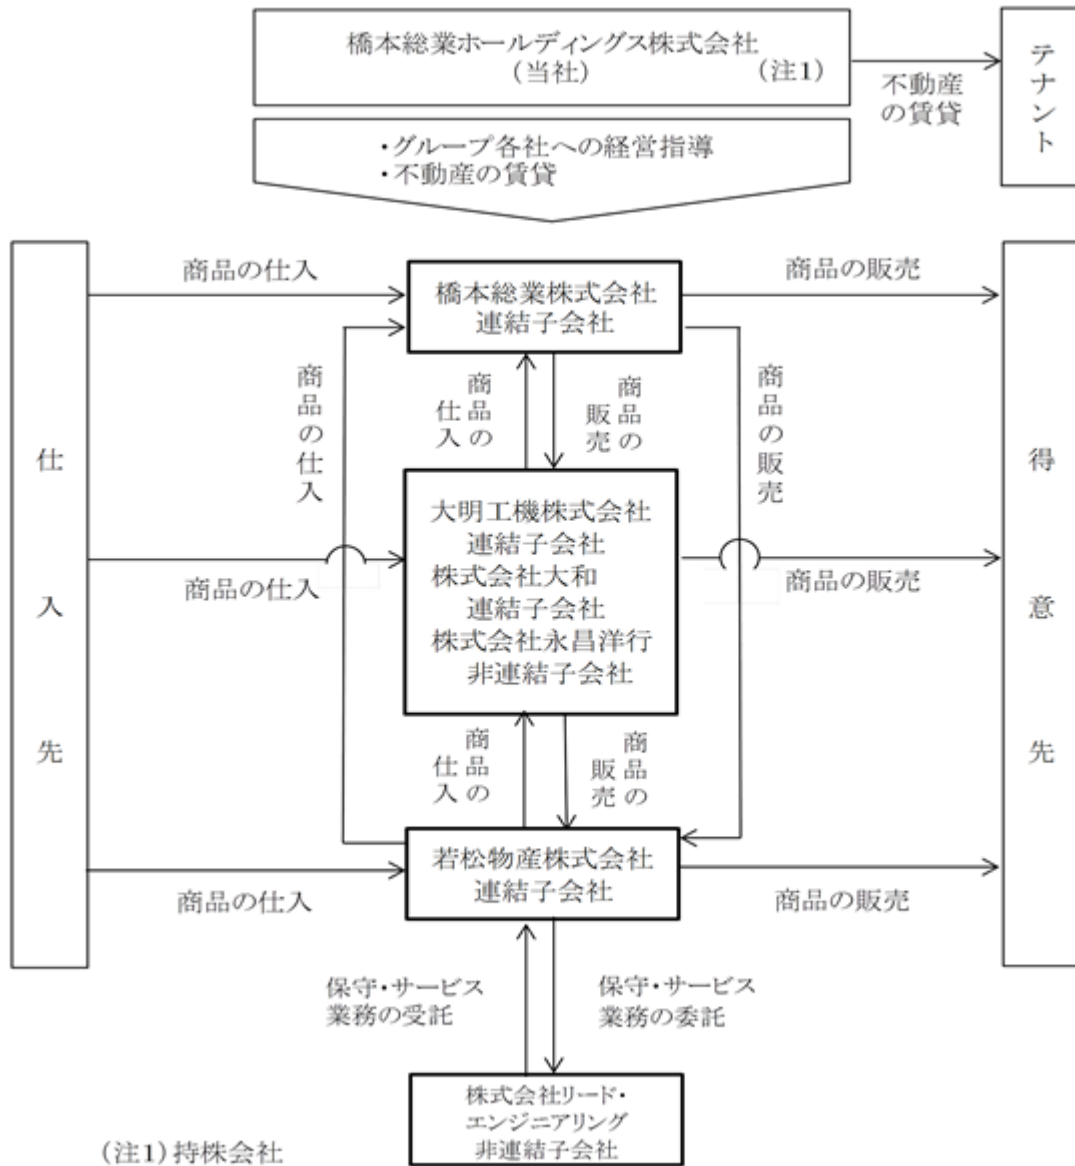 橋本総業ホールディングス株式会社
(当社)
(注1)
不動産
の賃貸
テナント
・グループ各社への経営指導
・不動産の賃貸
仕入先
商品の仕入
橋本総業株式会社
連結子会社
商品の販売
得意先
商品の仕入
商品の
仕入
商品の
販売
商品の販売
大明工機株式会社
連結子会社
株式会社大和
連結子会社
株式会社永昌洋行
非連結子会社
商品の仕入
商品の販売
商品の
仕入
商品の
販売
若松物産株式会社
連結子会社
商品の仕入
商品の販売
保守・サービス
業務の受託
保守・サービス
業務の委託
株式会社リード・
エンジニアリング
非連結子会社
(注1)持株会社